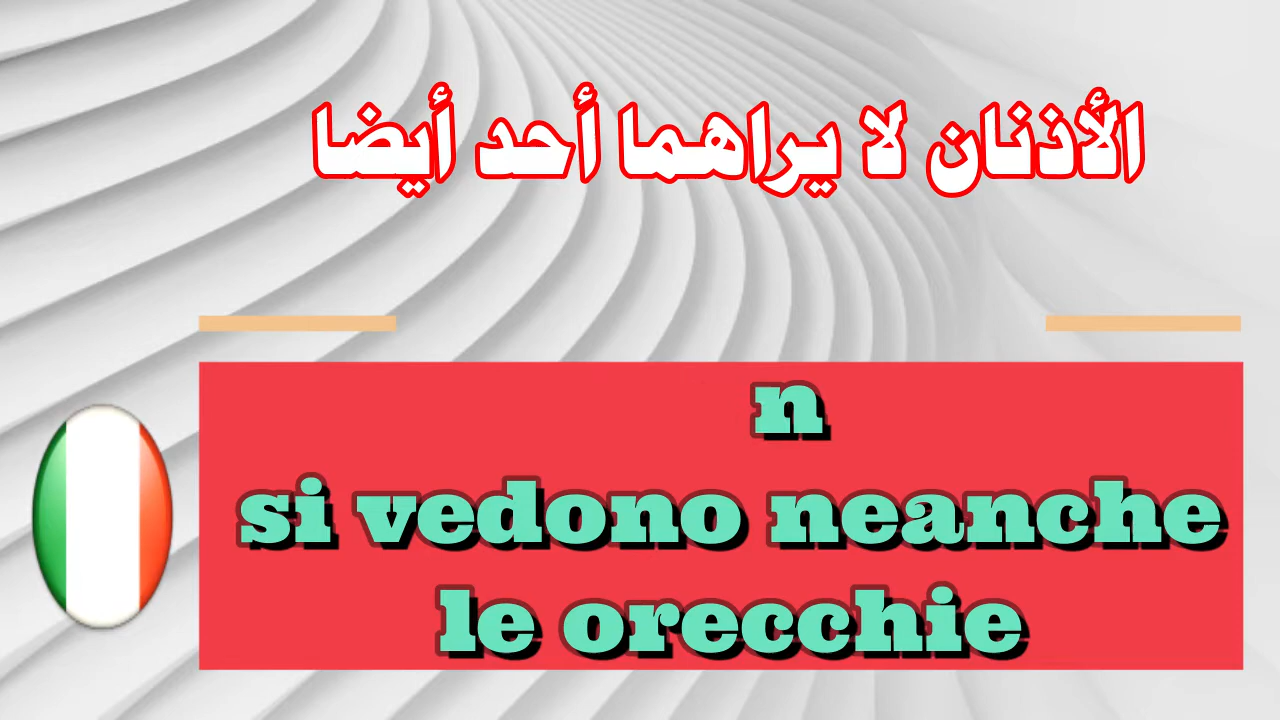 الأذنان لا يراهما أحد أيضا
n
si vedono neanche
le orecchie